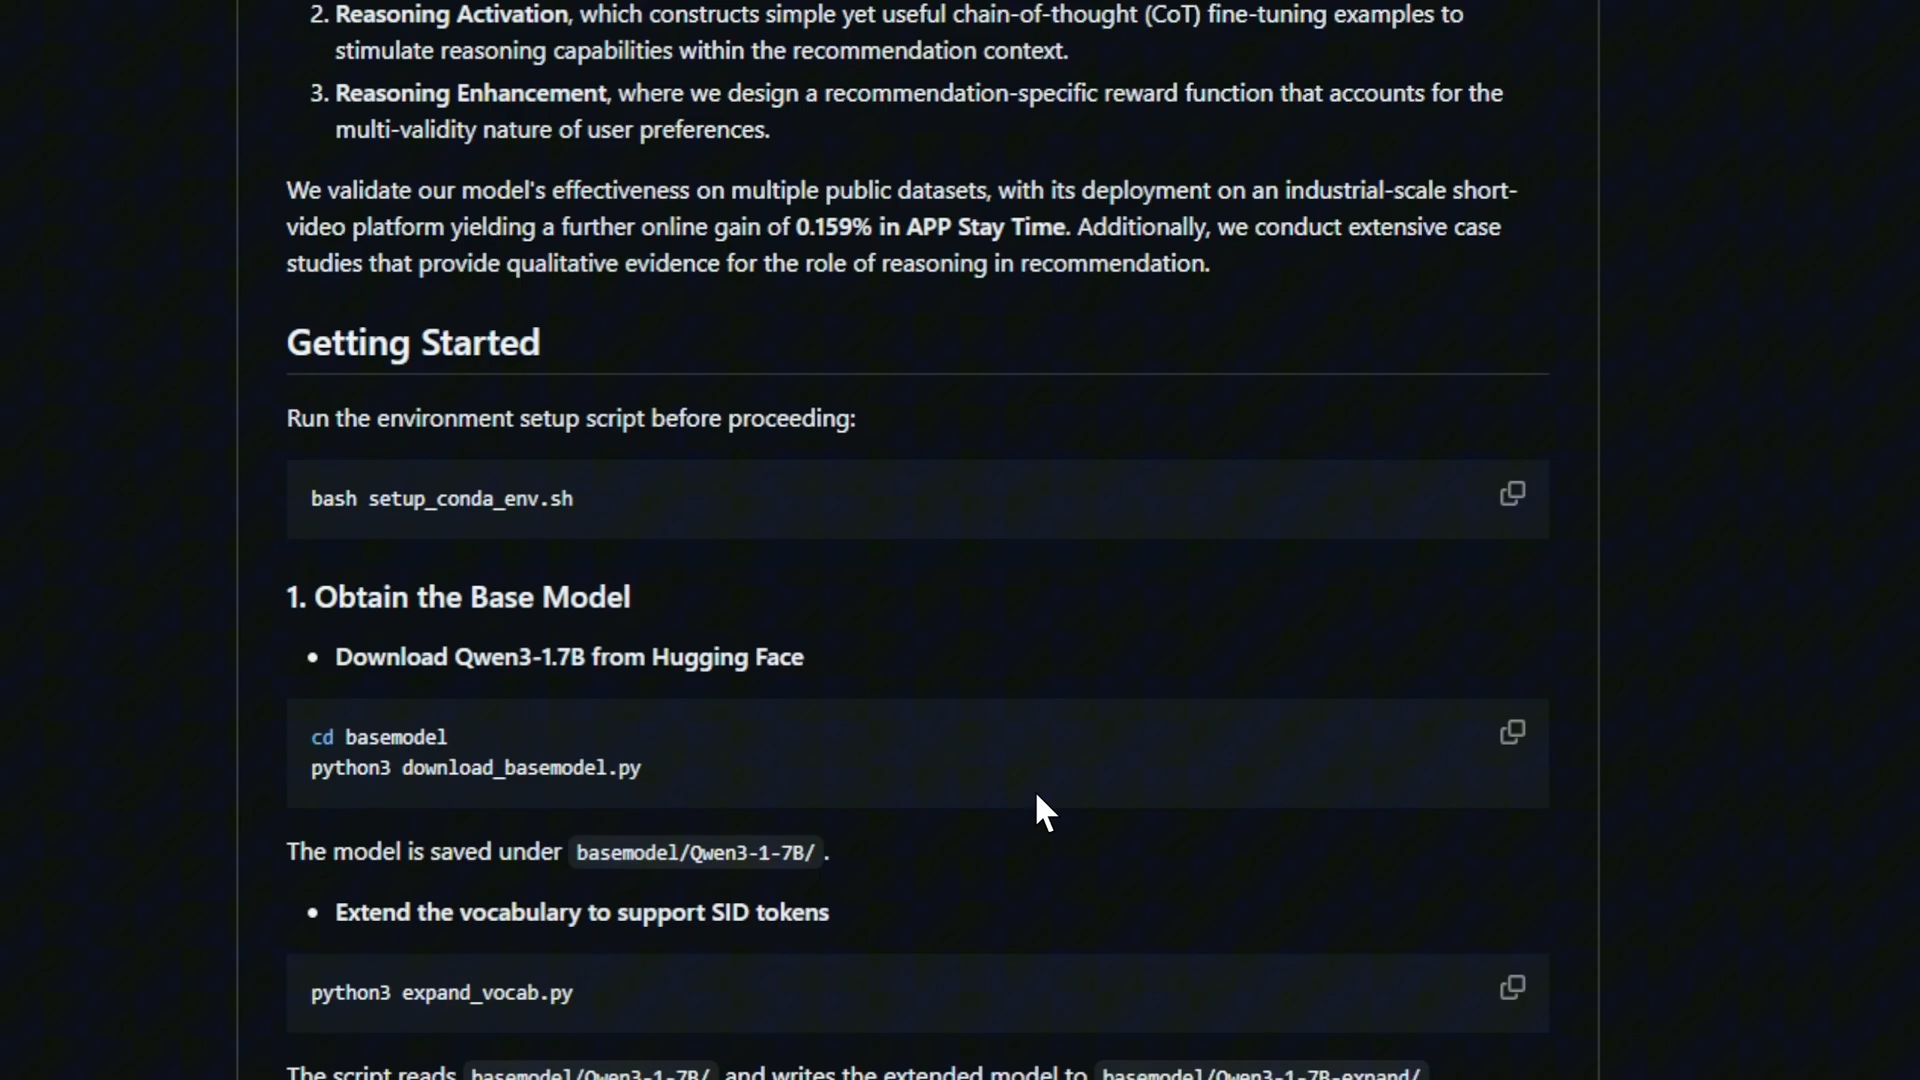 2. Reasoning Activation, which constructs simple yet useful chain-of-thought (CoT) fine-tuning examples to
stimulate reasoning capabilities within the recommendation context.
3. Reasoning Enhancement, where we design a recommendation-specific reward function that accounts for the
multi-validity nature of user preferences.
We validate our model's effectiveness on multiple public datasets, with its deployment on an industrial-scale short-
video platform yielding a further online gain of 0.159% in APP Stay Time. Additionally, we conduct extensive case
studies that provide qualitative evidence for the role of reasoning in recommendation.
Getting Started
Run the environment setup script before proceeding:
bash setup_conda_env.sh
1. Obtain the Base Model
• Download Qwen3-1.7B from Hugging Face
cd basemodel
python3 download_basemodel.py
The model is saved under basemodel/Qwen3-1-7B/ .
• Extend the vocabulary to support SID tokens
python3 expand_vocab.py
The script reads basemodel/Qwen3-1-7B/ and writes the extended model to basemodel/Qwen3-1-7B-expand/